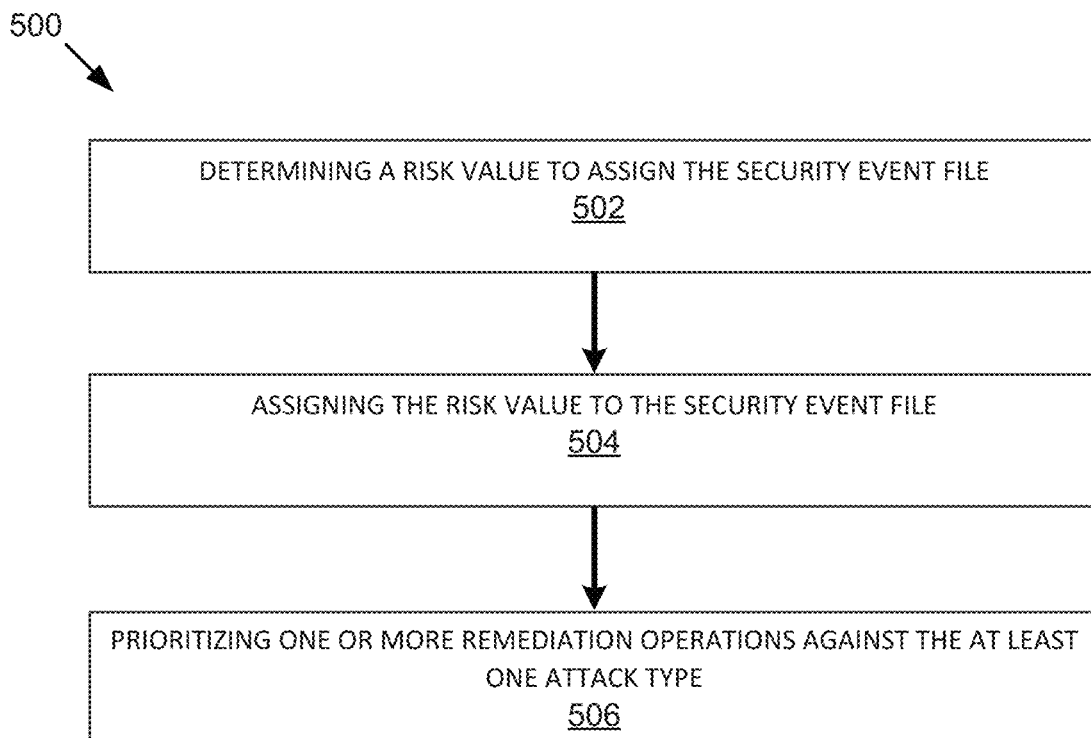 500
DETERMINING A RISK VALUE TO ASSIGN THE SECURITY EVENT FILE
502
ASSIGNING THE RISK VALUE TO THE SECURITY EVENT FILE
504
PRIORITIZING ONE OR MORE REMEDIATION OPERATIONS AGAINST THE AT LEAST
ONE ATTACK TYPE
506